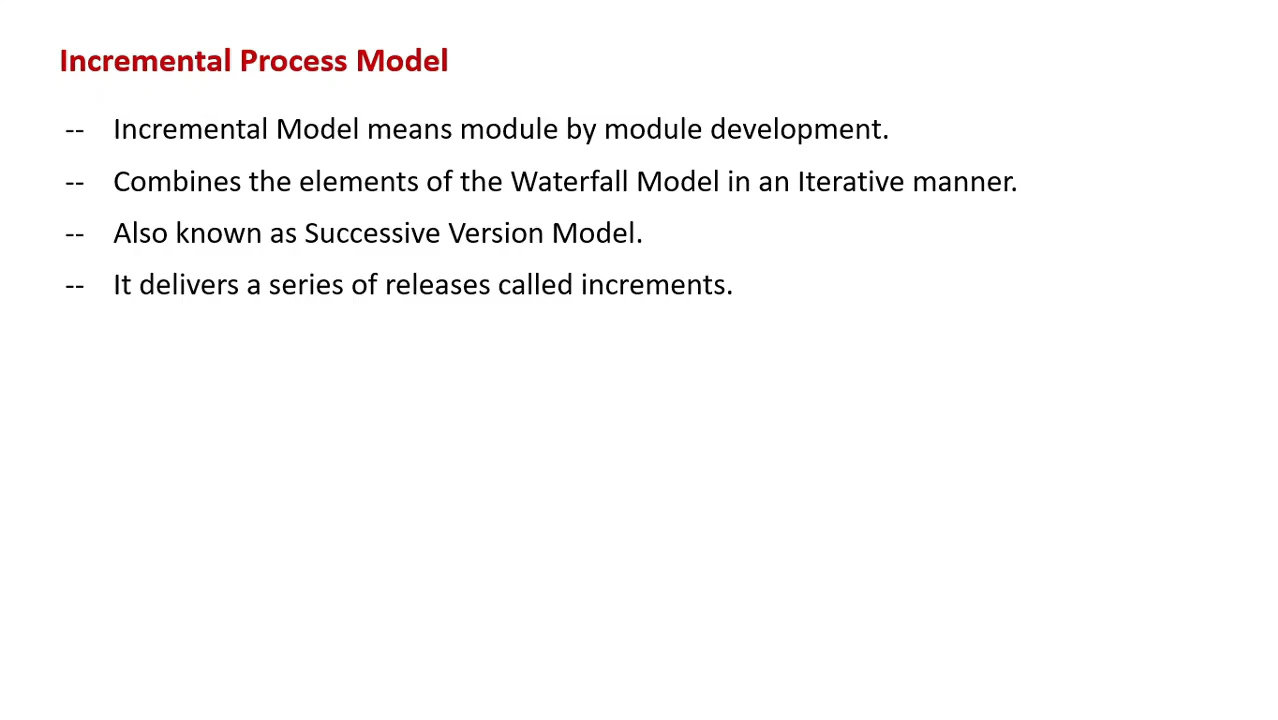 Incremental Process Model
-- Incremental Model means module by module development.
-- Combines the elements of the Waterfall Model in an Iterative manner.
-- Also known as Successive Version Model.
-- It delivers a series of releases called increments.